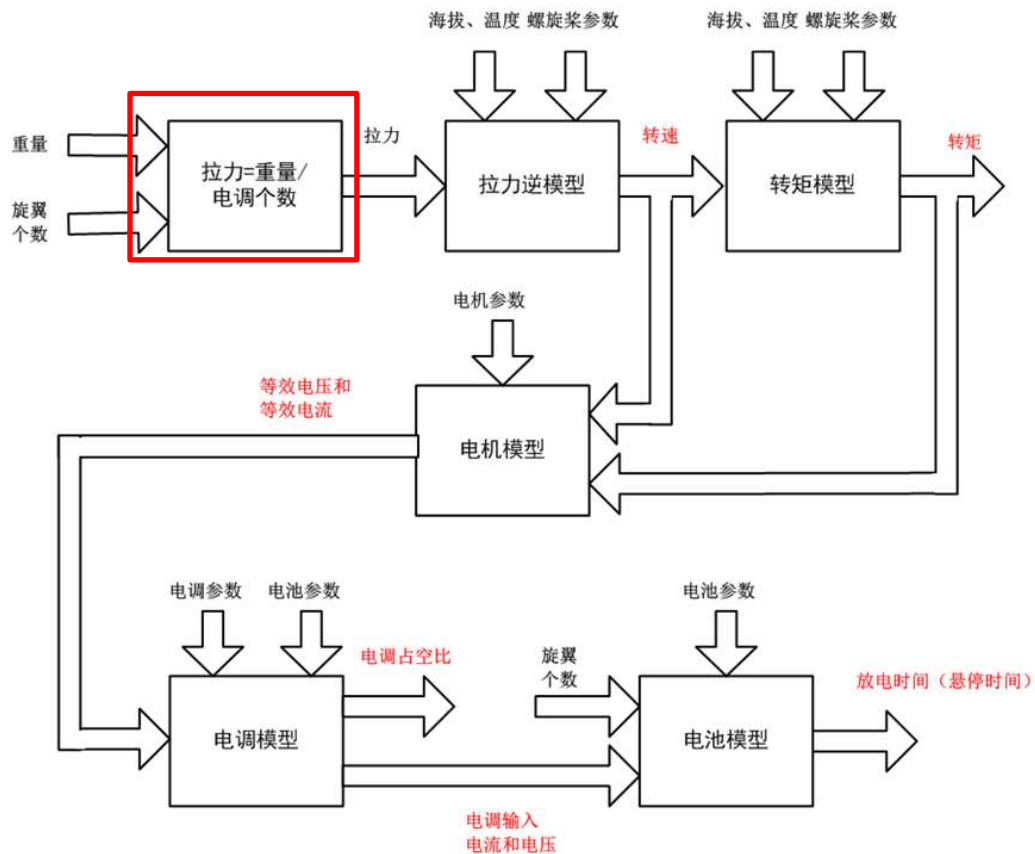 海拔、温度 螺旋桨参数
海拔、温度 螺旋桨参数
重量
拉力=重量/
电调个数
拉力
拉力逆模型
转速
转矩模型
转矩
旋翼
个数
电机参数
等效电压和
等效电流
电机模型
电调参数
电池参数
电池参数
电调占空比
旋翼
个数
放电时间（悬停时间）
电调模型
电池模型
电调输入
电流和电压